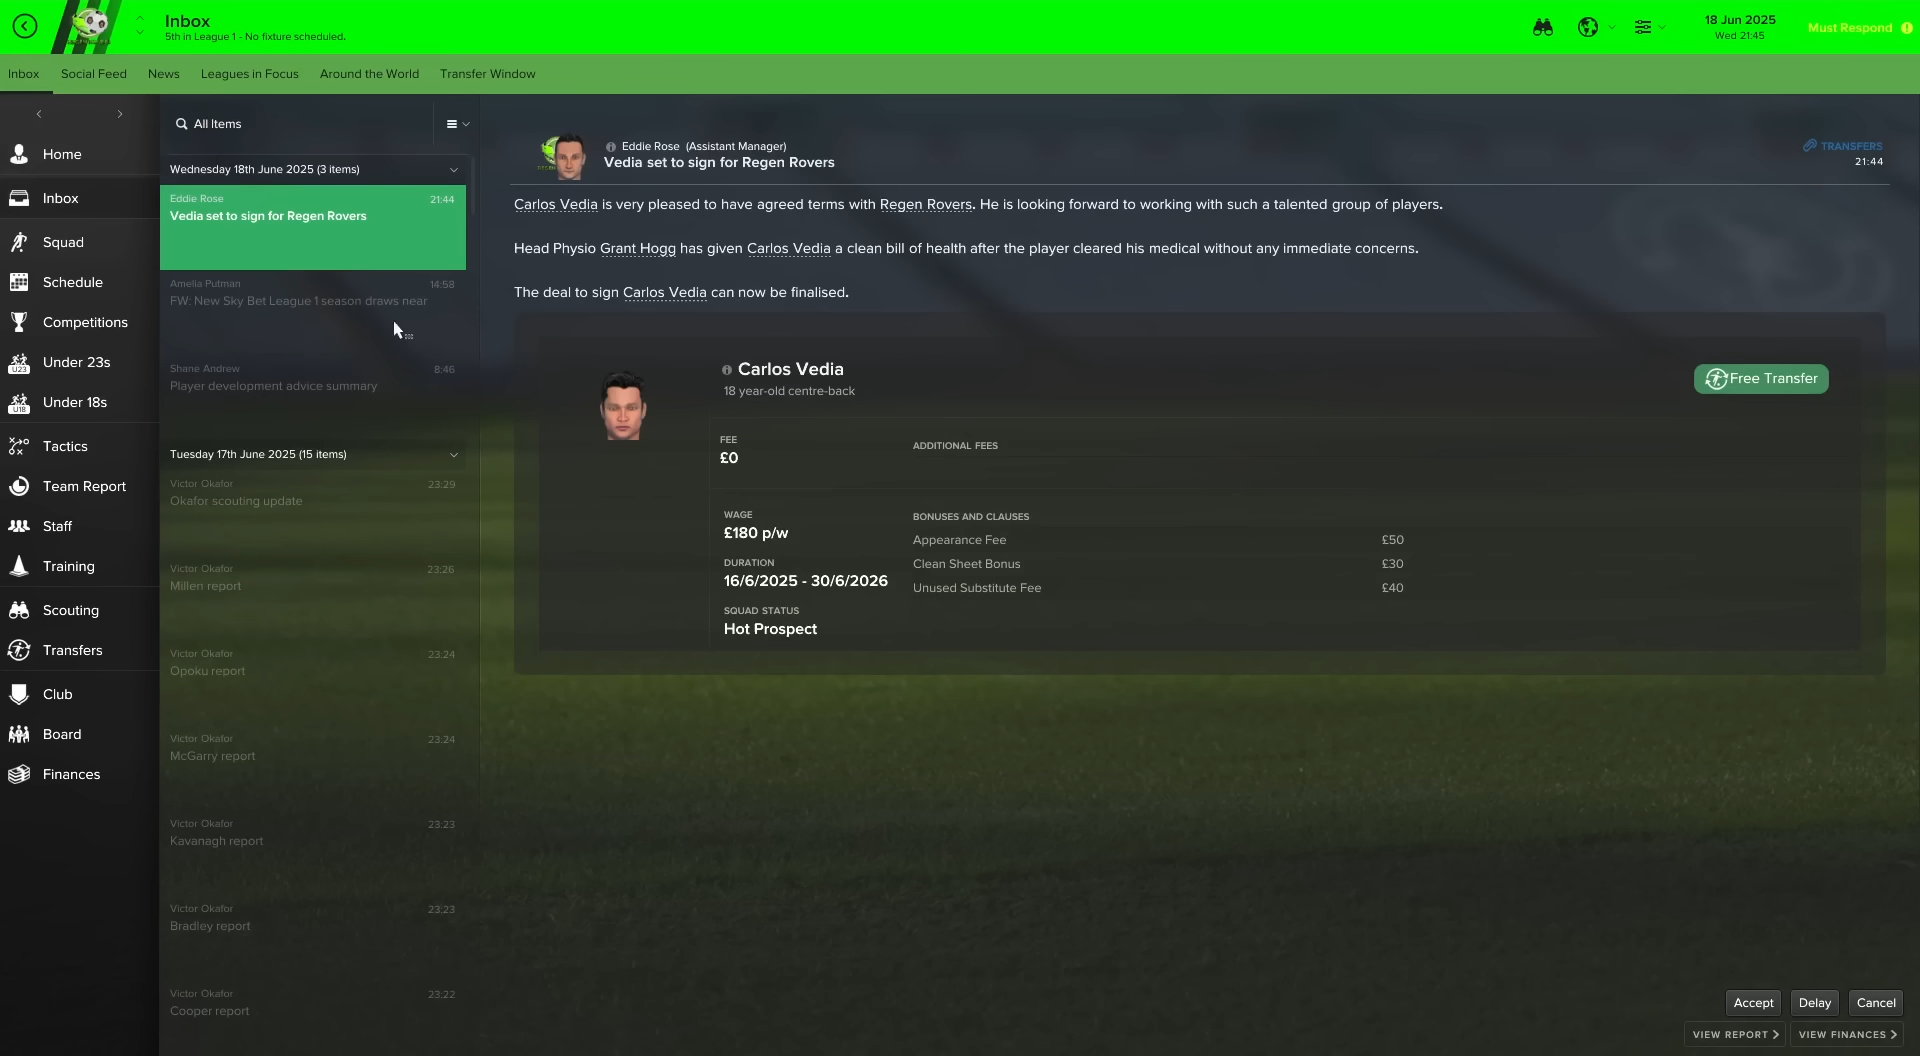 Inbox
5th in League 1 - No fixture scheduled.
18 Jun 2025
Wed 21:45
Must Respond
Inbox
Social Feed
News
Leagues in Focus
Around the World
Transfer Window
Home
Inbox
Squad
Schedule
Competitions
U23
Under 23s
U18
Under 18s
Tactics
Team Report
Staff
Training
Scouting
Transfers
Club
Board
Finances
All Items
Wednesday 18th June 2025 (3 items)
Eddie Rose 21:44
Vedia set to sign for Regen Rovers
Amelia Putman 14:58
FW: New Sky Bet League 1 season draws near
Shane Andrew 8:46
Player development advice summary
Tuesday 17th June 2025 (15 items)
Victor Okafor 23:29
Okafor scouting update
Victor Okafor 23:26
Millen report
Victor Okafor 23:24
Opoku report
Victor Okafor 23:24
McGarry report
Victor Okafor 23:23
Kavanagh report
Victor Okafor 23:23
Bradley report
Victor Okafor 23:22
Cooper report
Eddie Rose (Assistant Manager)
Vedia set to sign for Regen Rovers
TRANSFERS
21:44
Carlos Vedia is very pleased to have agreed terms with Regen Rovers. He is looking forward to working with such a talented group of players.
Head Physio Grant Hogg has given Carlos Vedia a clean bill of health after the player cleared his medical without any immediate concerns.
The deal to sign Carlos Vedia can now be finalised.
Carlos Vedia
18 year-old centre-back
Free Transfer
FEE
£0
ADDITIONAL FEES
WAGE
£180 p/w
DURATION
16/6/2025 - 30/6/2026
SQUAD STATUS
Hot Prospect
BONUSES AND CLAUSES
Appearance Fee £50
Clean Sheet Bonus £30
Unused Substitute Fee £40
Accept
Delay
Cancel
VIEW REPORT
VIEW FINANCES